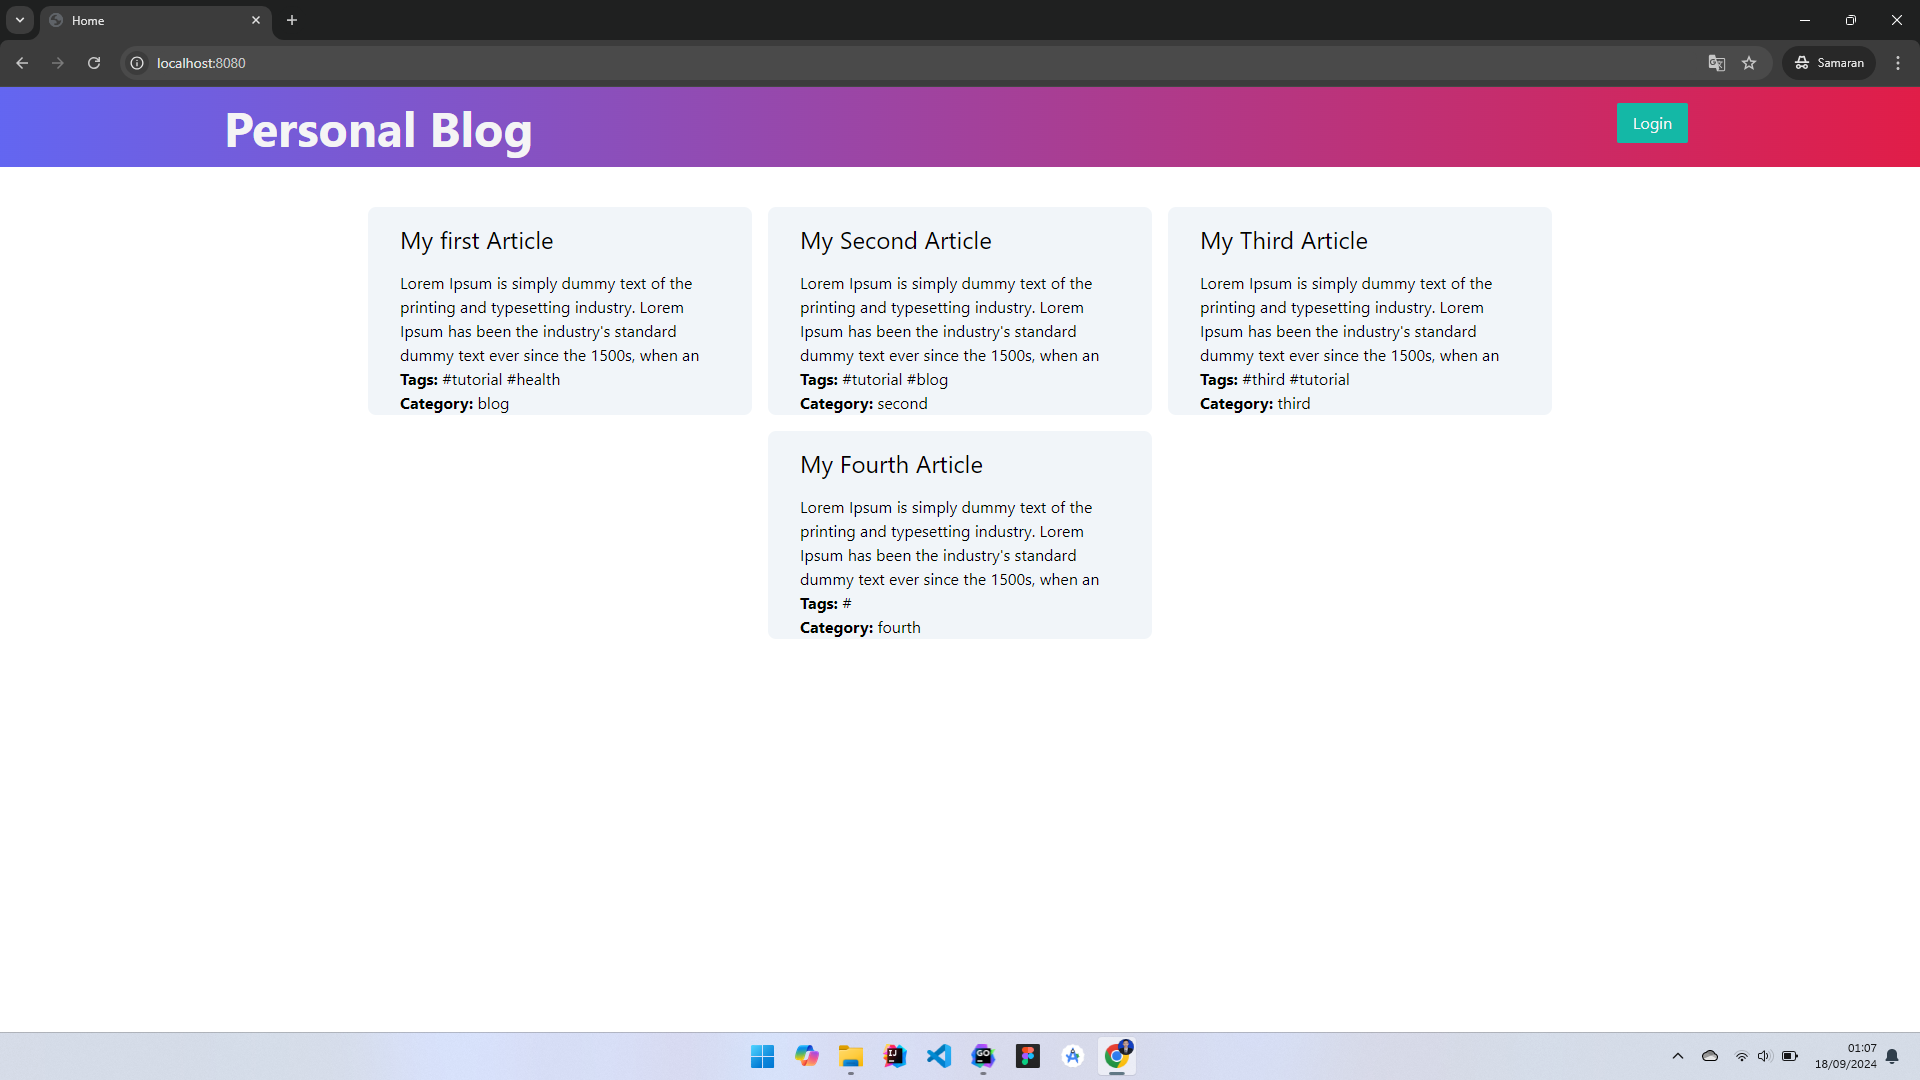 Home
localhost:8080
Samaran
Personal Blog
Login
My first Article
Lorem Ipsum is simply dummy text of the
printing and typesetting industry. Lorem
Ipsum has been the industry's standard
dummy text ever since the 1500s, when an
Tags: #tutorial #health
Category: blog
My Second Article
Lorem Ipsum is simply dummy text of the
printing and typesetting industry. Lorem
Ipsum has been the industry's standard
dummy text ever since the 1500s, when an
Tags: #tutorial #blog
Category: second
My Third Article
Lorem Ipsum is simply dummy text of the
printing and typesetting industry. Lorem
Ipsum has been the industry's standard
dummy text ever since the 1500s, when an
Tags: #third #tutorial
Category: third
My Fourth Article
Lorem Ipsum is simply dummy text of the
printing and typesetting industry. Lorem
Ipsum has been the industry's standard
dummy text ever since the 1500s, when an
Tags: #
Category: fourth
IJ
GO
01:07
18/09/2024